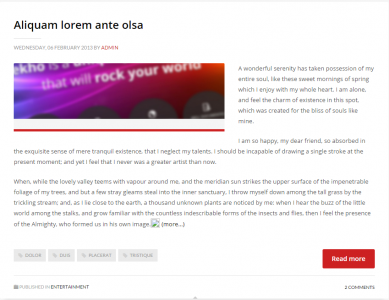 Aliquam lorem ante olsa
WEDNESDAY, 06 FEBRUARY 2013 BY ADMIN
ekho is a
that will rock your world
A wonderful serenity has taken possession of my
entire soul, like these sweet mornings of spring
which I enjoy with my whole heart. I am alone,
and feel the charm of existence in this spot,
which was created for the bliss of souls like
mine.
I am so happy, my dear friend, so absorbed in
the exquisite sense of mere tranquil existence, that I neglect my talents. I should be incapable of drawing a single stroke at the
present moment; and yet I feel that I never was a greater artist than now.
When, while the lovely valley teems with vapour around me, and the meridian sun strikes the upper surface of the impenetrable
foliage of my trees, and but a few stray gleams steal into the inner sanctuary, I throw myself down among the tall grass by the
trickling stream; and, as I lie close to the earth, a thousand unknown plants are noticed by me: when I hear the buzz of the little
world among the stalks, and grow familiar with the countless indescribable forms of the insects and flies, then I feel the presence
of the Almighty, who formed us in his own image, (more…)
DOLOR DUIS PLACERAT TRISTIQUE
Read more
PUBLISHED IN ENTERTAINMENT
2 COMMENTS